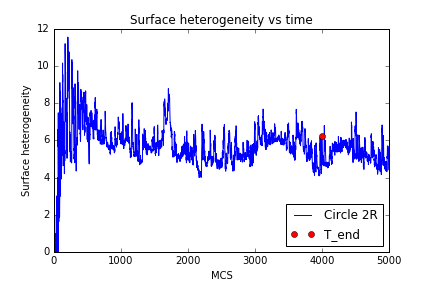 Surface heterogeneity vs time
Surface heterogeneity
12
10
8
6
4
2
0
0 1000 2000 3000 4000 5000
MCS
Circle 2R
T_end